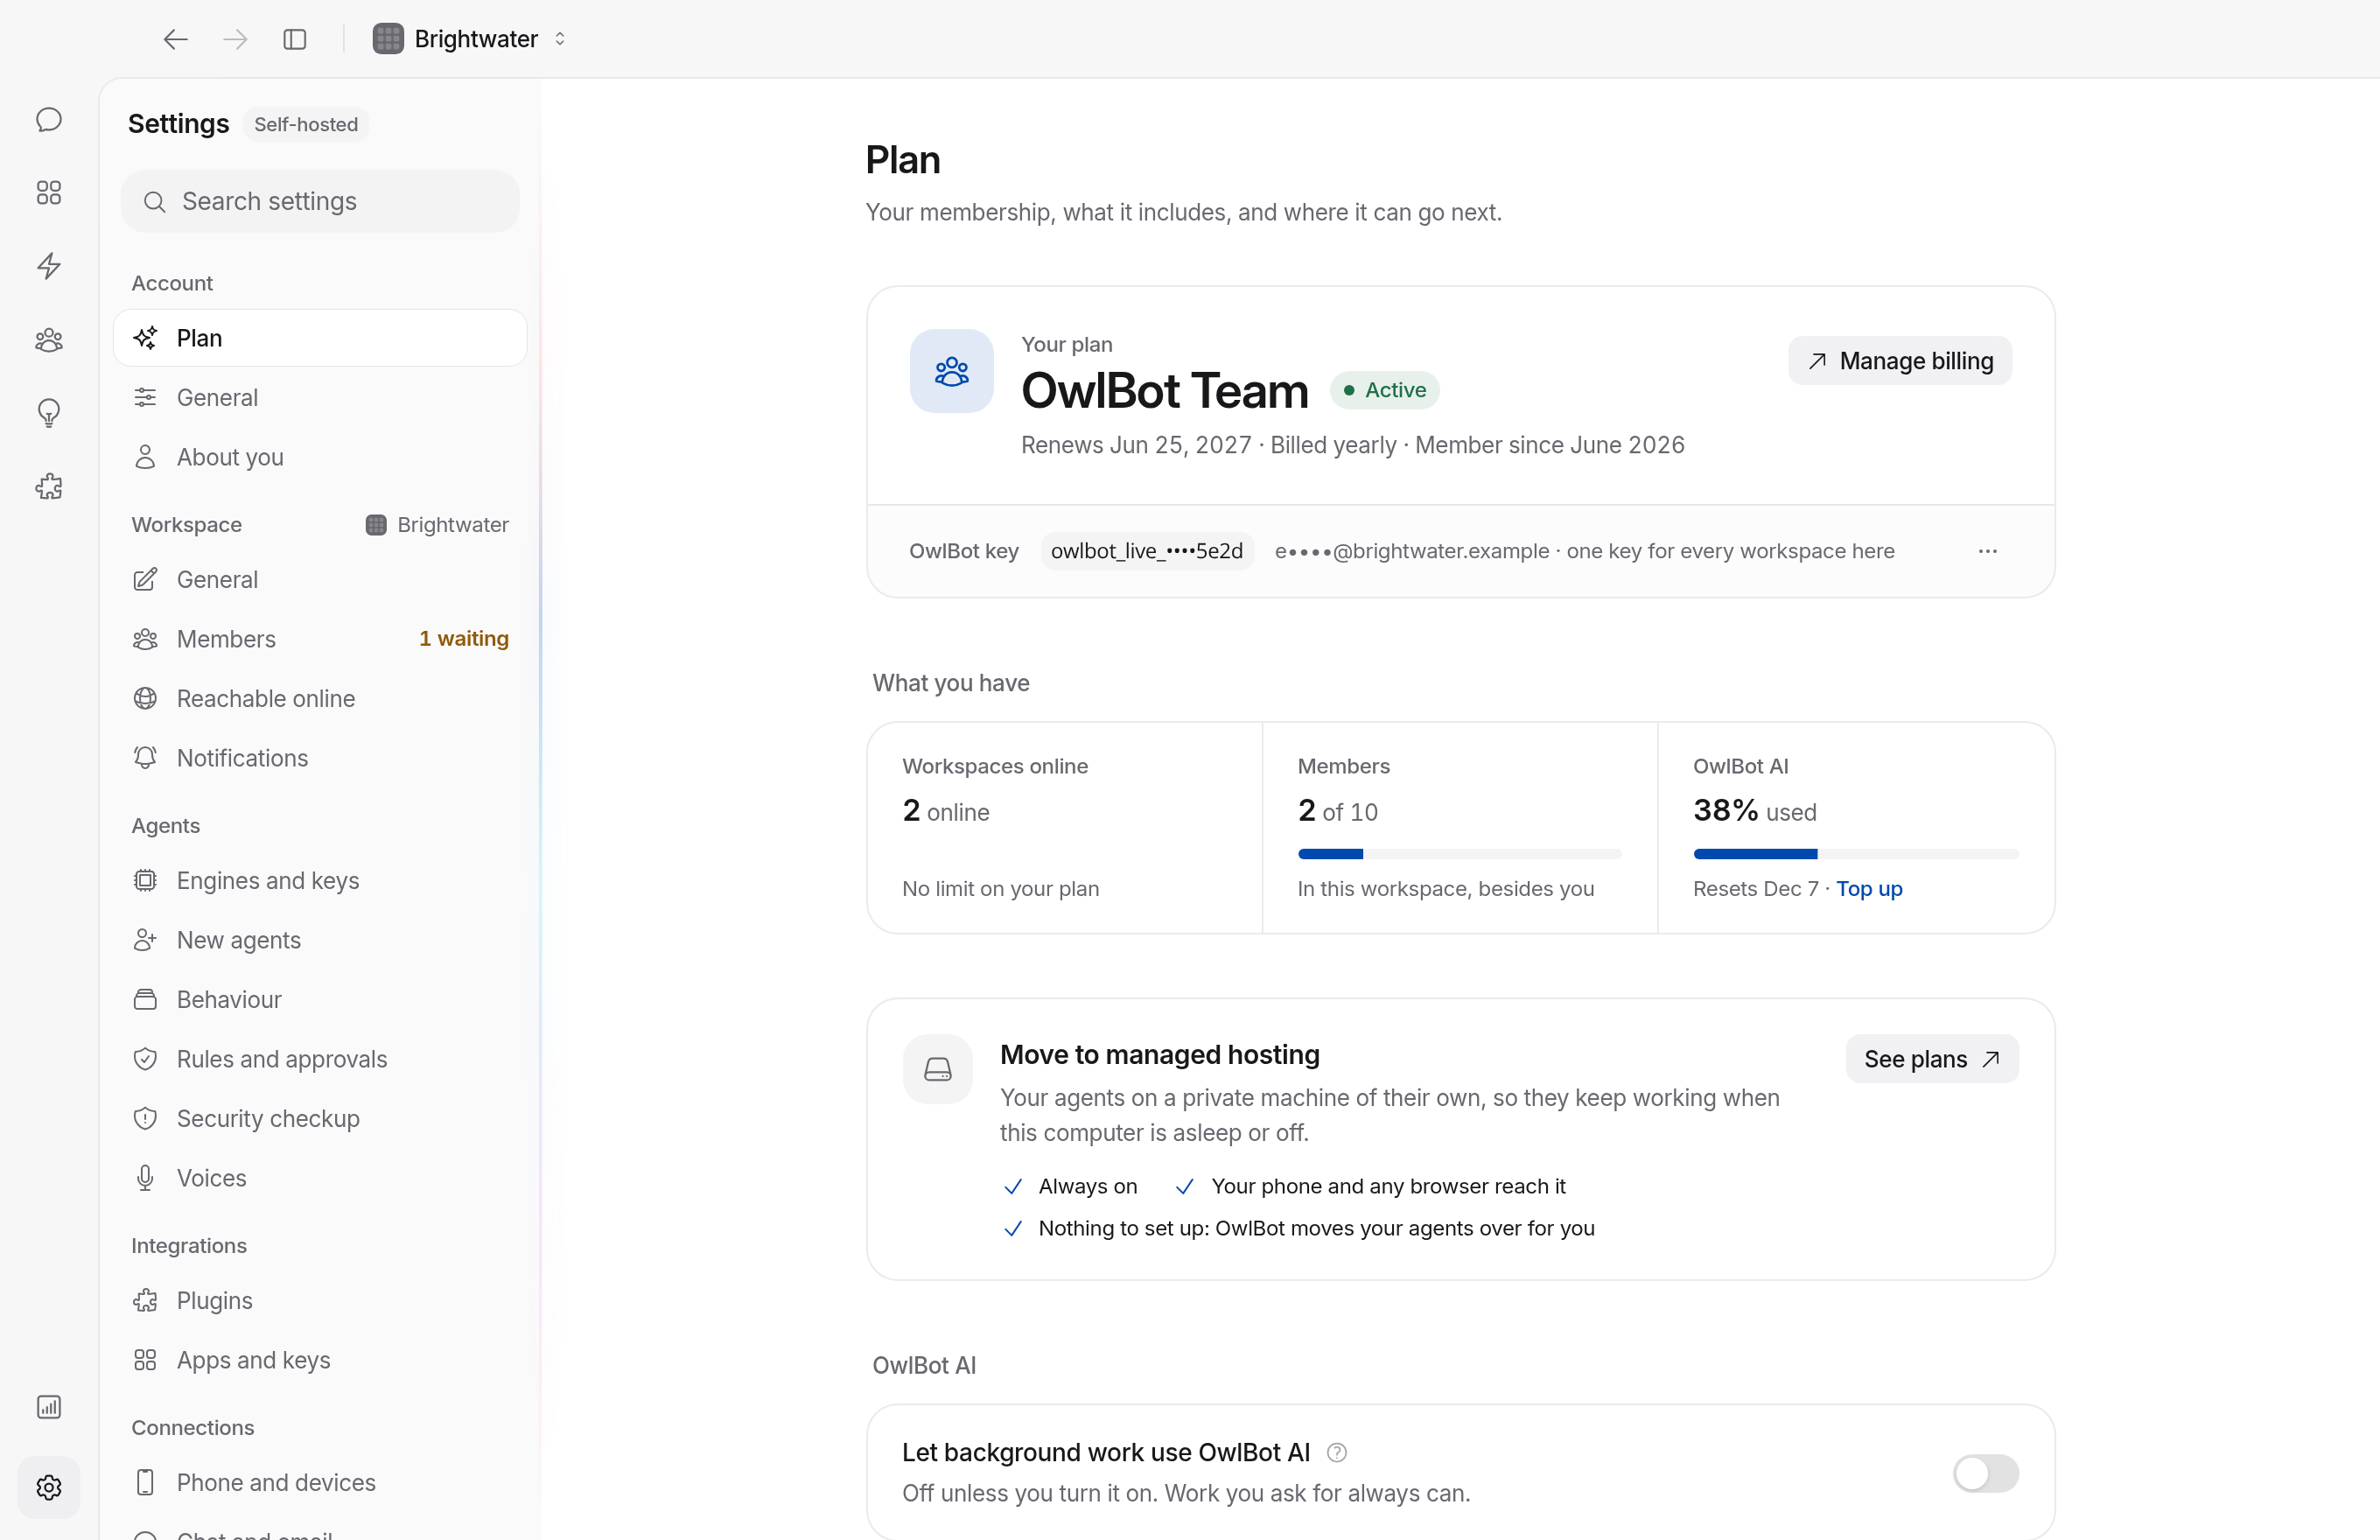 Brightwater
Settings
Self-hosted
Search settings
Account
Plan
General
About you
Workspace
Brightwater
General
Members
1 waiting
Reachable online
Notifications
Agents
Engines and keys
New agents
Behaviour
Rules and approvals
Security checkup
Voices
Integrations
Plugins
Apps and keys
Connections
Phone and devices
Chat and email
Plan
Your membership, what it includes, and where it can go next.
Your plan
OwlBot Team
Active
Renews Jun 25, 2027 · Billed yearly · Member since June 2026
Manage billing
OwlBot key
owlbot_live_••••5e2d
e••••@brightwater.example · one key for every workspace here
What you have
Workspaces online
2 online
No limit on your plan
Members
2 of 10
In this workspace, besides you
OwlBot AI
38% used
Resets Dec 7 · Top up
Move to managed hosting
See plans
Your agents on a private machine of their own, so they keep working when
this computer is asleep or off.
Always on
Your phone and any browser reach it
Nothing to set up: OwlBot moves your agents over for you
OwlBot AI
Let background work use OwlBot AI
Off unless you turn it on. Work you ask for always can.